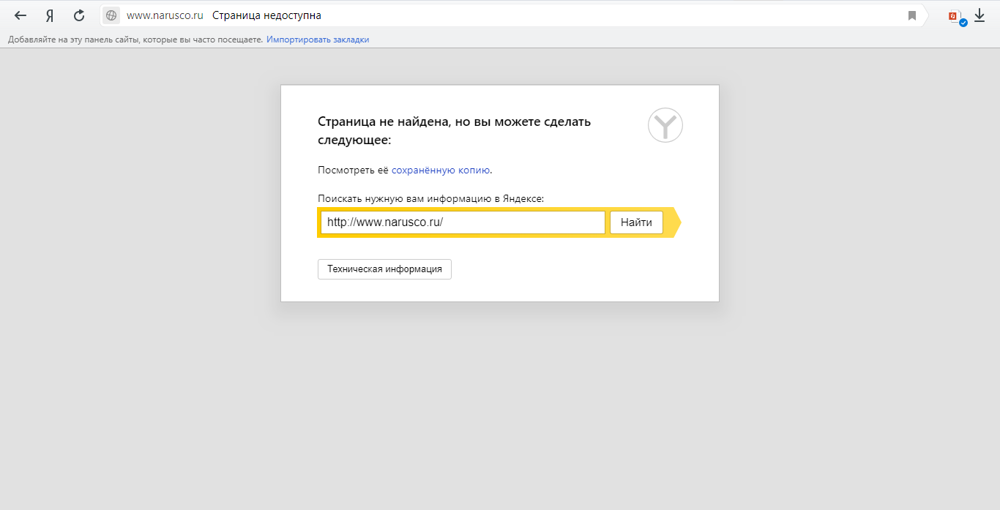 Я www.narusco.ru Страница недоступна
Добавляйте на эту панель сайты, которые вы часто посещаете. Импортировать закладки
Страница не найдена, но вы можете сделать
следующее:
Посмотреть её сохранённую копию.
Поискать нужную вам информацию в Яндексе:
http://www.narusco.ru/ Найти
Техническая информация